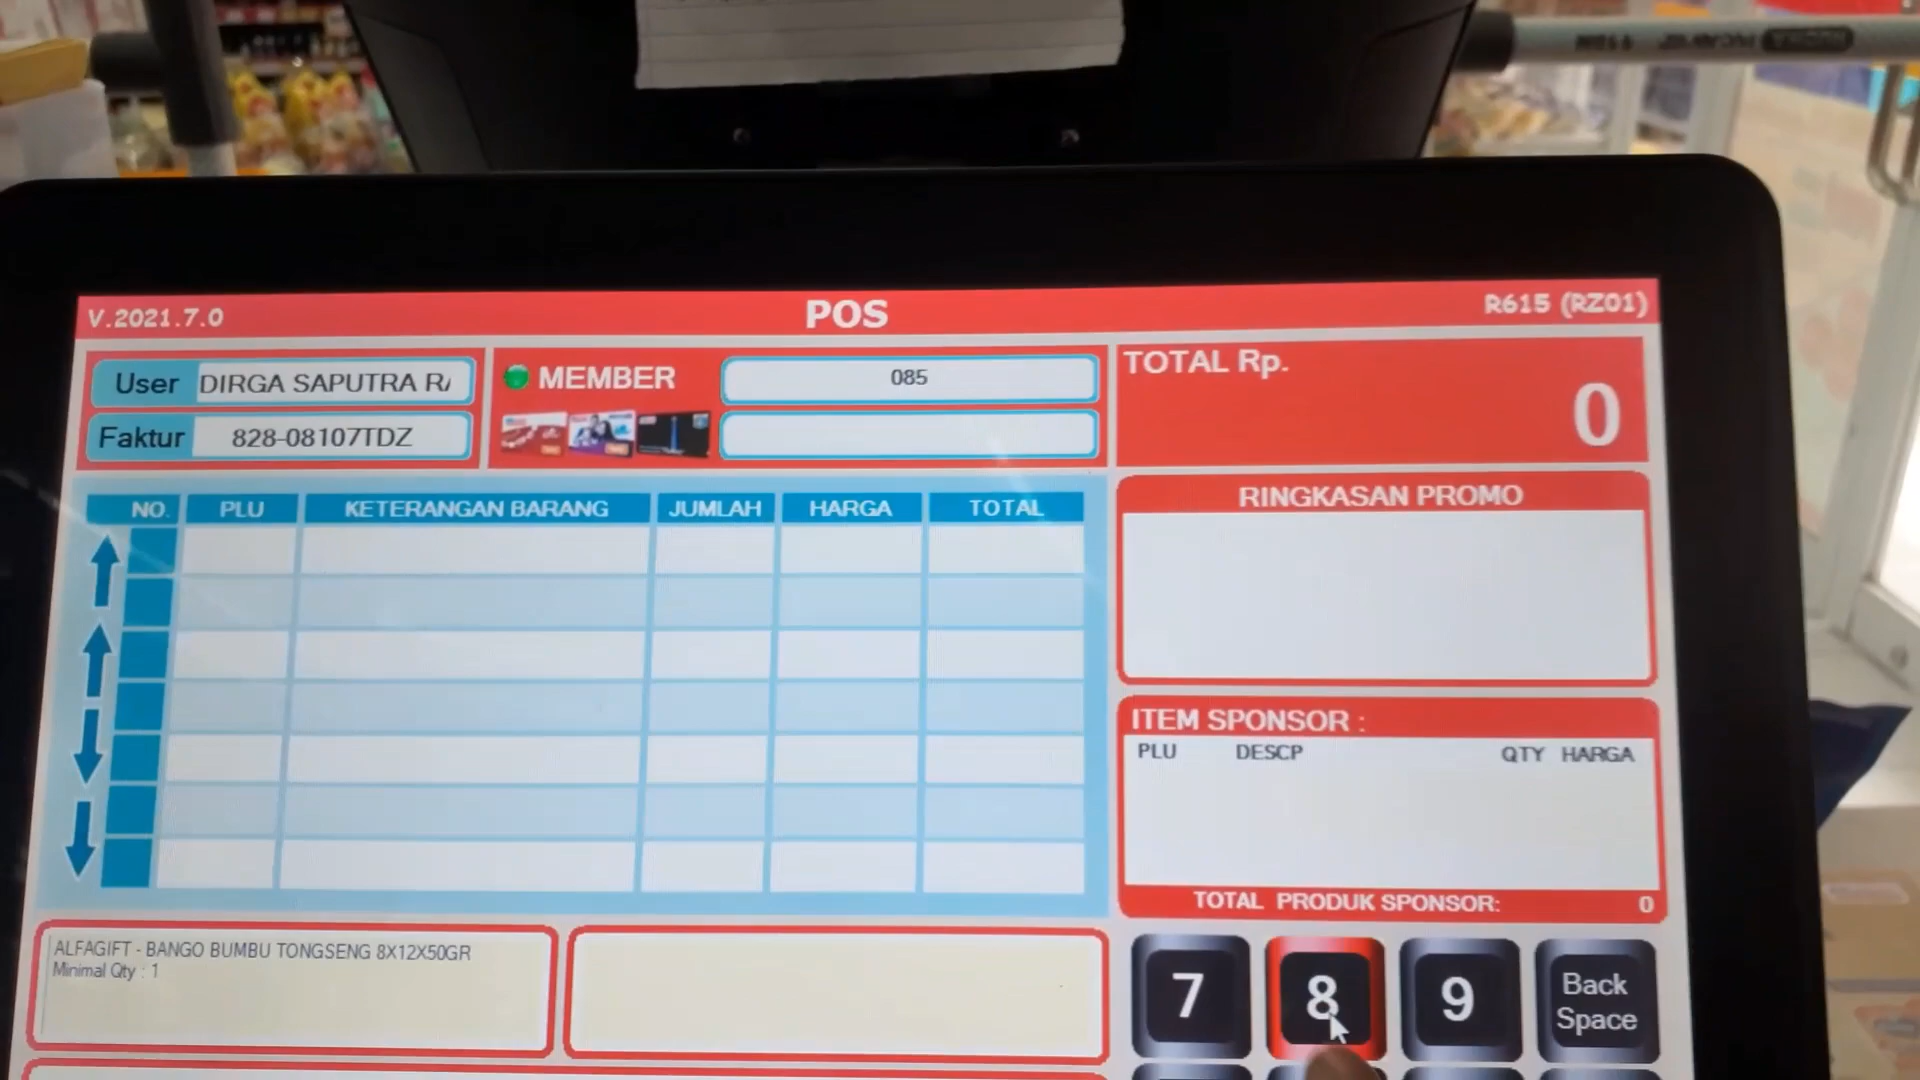 V.2021.7.0
POS
R615 (RZ01)
User DIRGA SAPUTRA RA
MEMBER
085
TOTAL Rp.
0
Faktur 828-08107TDZ
NO. PLU KETERANGAN BARANG JUMLAH HARGA TOTAL
RINGKASAN PROMO
ITEM SPONSOR :
PLU DESCP QTY HARGA
TOTAL PRODUK SPONSOR: 0
ALFAGIFT - BANGO BUMBU TONGSENG 8X12X50GR
Minimal Qty : 1
7
8
9
Back
Space